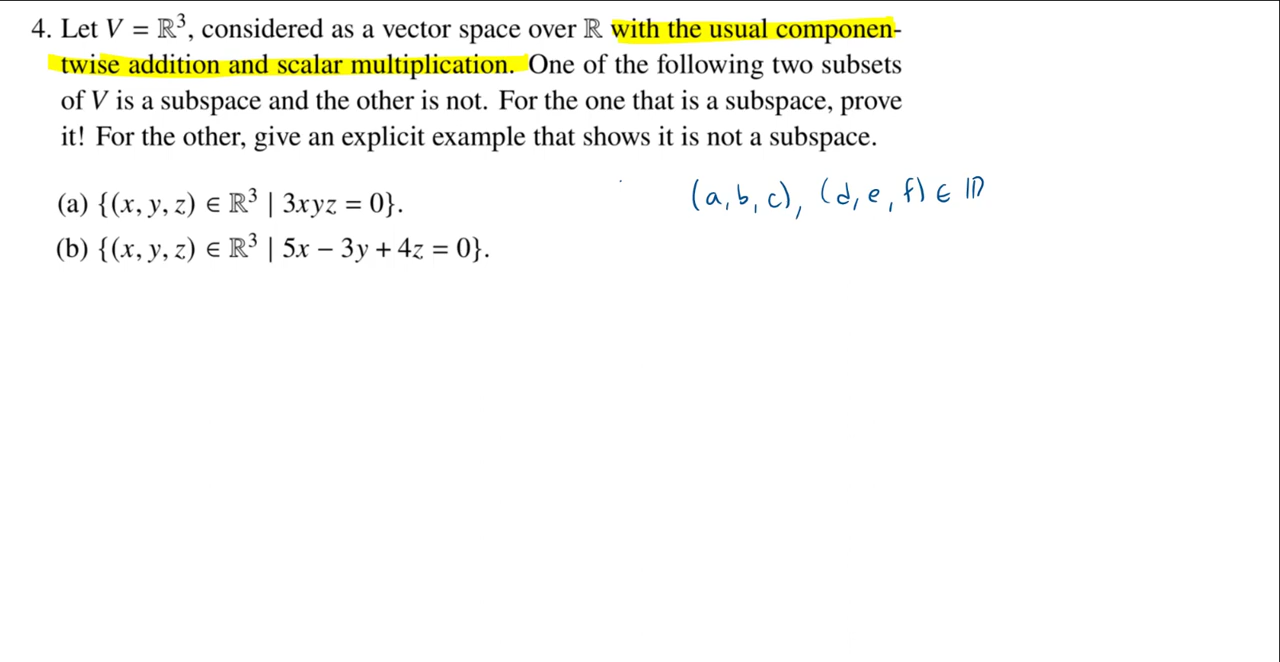 4. Let V = ℝ³, considered as a vector space over ℝ with the usual componen-
twise addition and scalar multiplication. One of the following two subsets
of V is a subspace and the other is not. For the one that is a subspace, prove
it! For the other, give an explicit example that shows it is not a subspace.
(a) {(x, y, z) ∈ ℝ³ | 3xyz = 0}.
(a, b, c), (d, e, f) ∈
(b) {(x, y, z) ∈ ℝ³ | 5x − 3y + 4z = 0}.